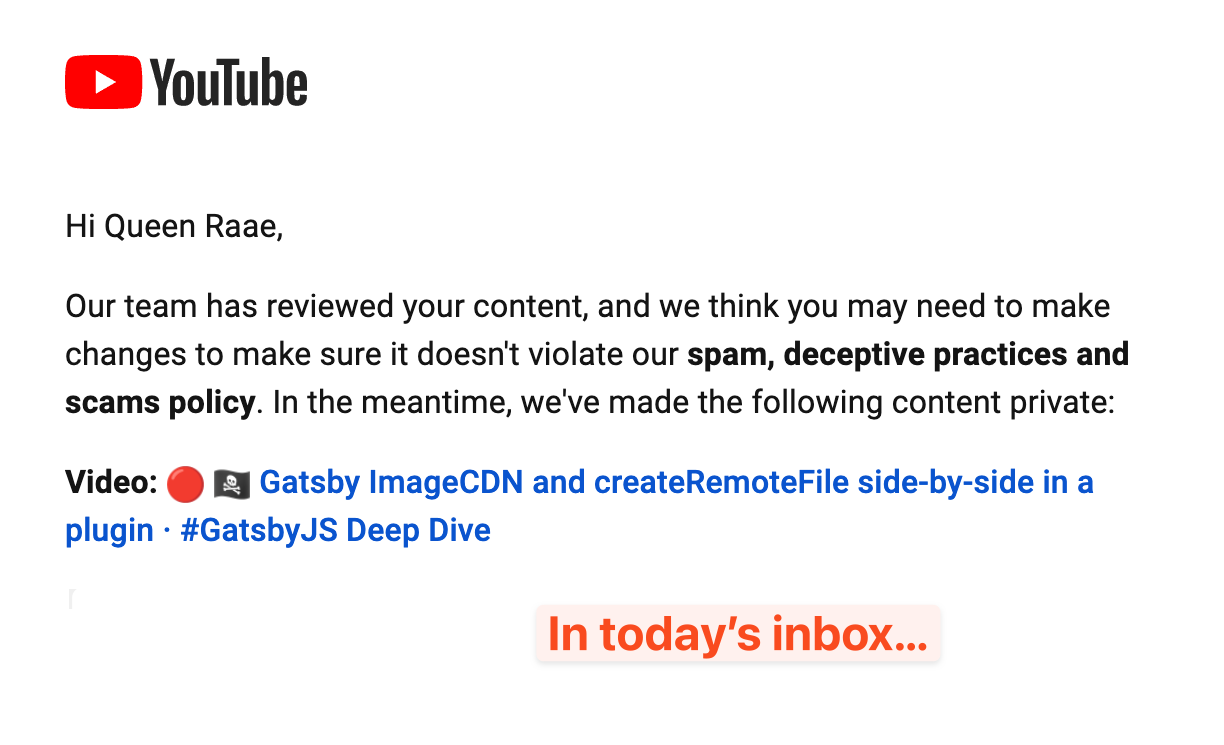 YouTube
Hi Queen Raae,
Our team has reviewed your content, and we think you may need to make
changes to make sure it doesn't violate our spam, deceptive practices and
scams policy. In the meantime, we've made the following content private:
Video: 🔴 🏴‍☠️ Gatsby ImageCDN and createRemoteFile side-by-side in a
plugin · #GatsbyJS Deep Dive
In today’s inbox...